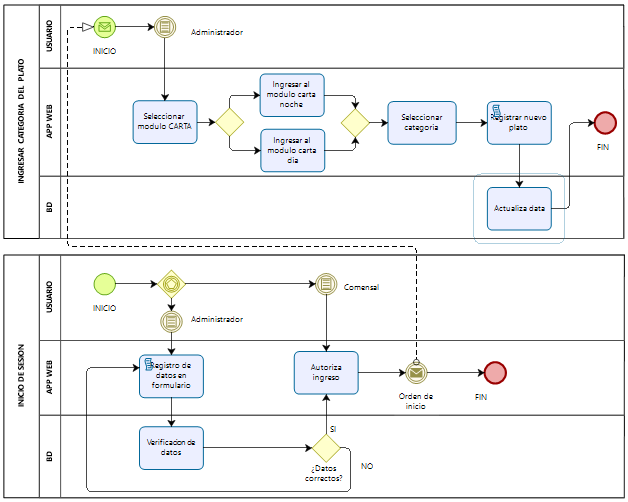 INGRESAR CATEGORIA DEL PLATO
USUARIO
INICIO
Administrador
APP WEB
Seleccionar
modulo CARTA
Ingresar al
modulo carta
noche
Ingresar al
modulo carta
dia
Seleccionar
categoria
Registrar nuevo
plato
FIN
BD
Actualiza data
INICIO DE SESION
USUARIO
INICIO
Administrador
Comensal
APP WEB
Registro de
datos en
formulario
Autoriza
ingreso
Orden de
inicio
FIN
BD
Verificacion de
datos
SI
¿Datos
correctos?
NO